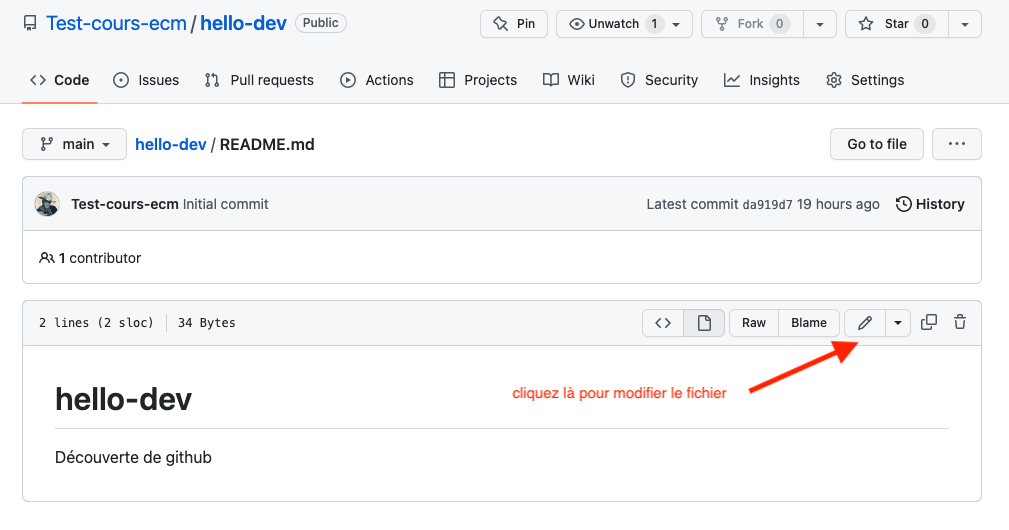 Test-cours-ecm / hello-dev Public Pin Unwatch 1 Fork 0 Star 0
Code Issues Pull requests Actions Projects Wiki Security Insights Settings
main hello-dev / README.md Go to file ...
Test-cours-ecm Initial commit Latest commit da919d7 19 hours ago History
1 contributor
2 lines (2 sloc) 34 Bytes <> Raw Blame
cliquez là pour modifier le fichier
hello-dev
Découverte de github